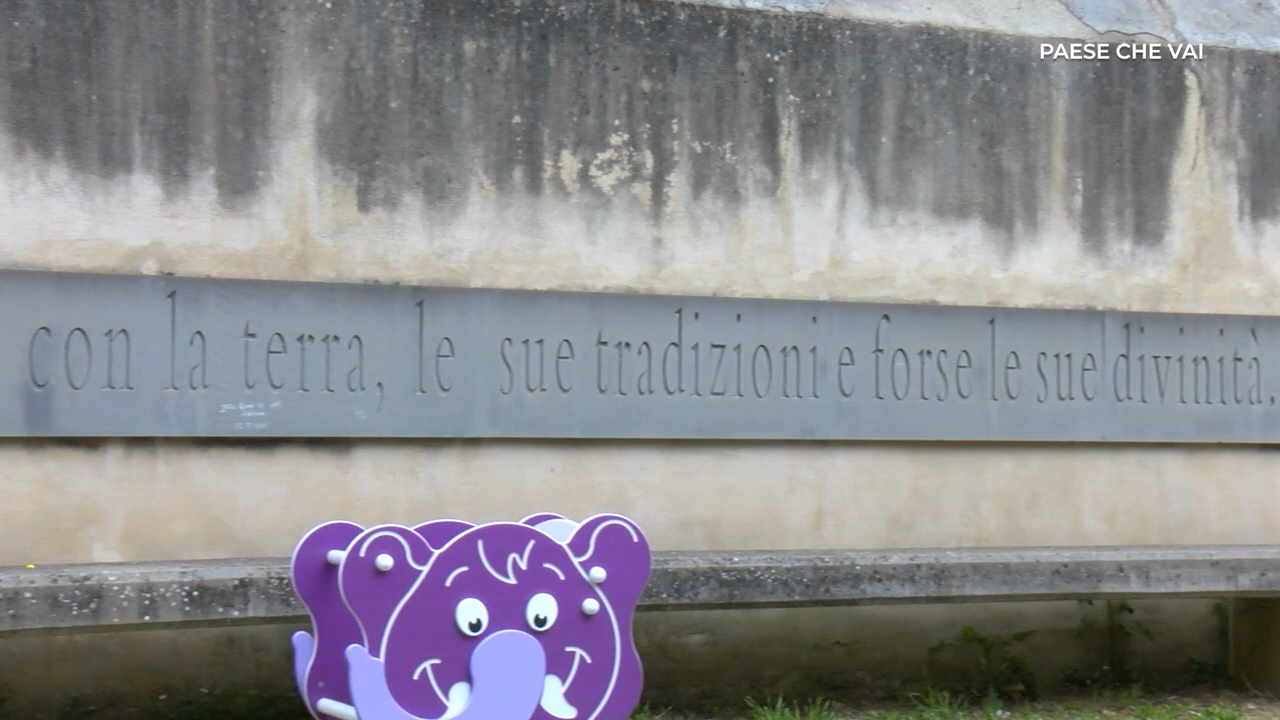 PAESE CHE VAI
con la terra, le sue tradizioni e forse le sue divinità.